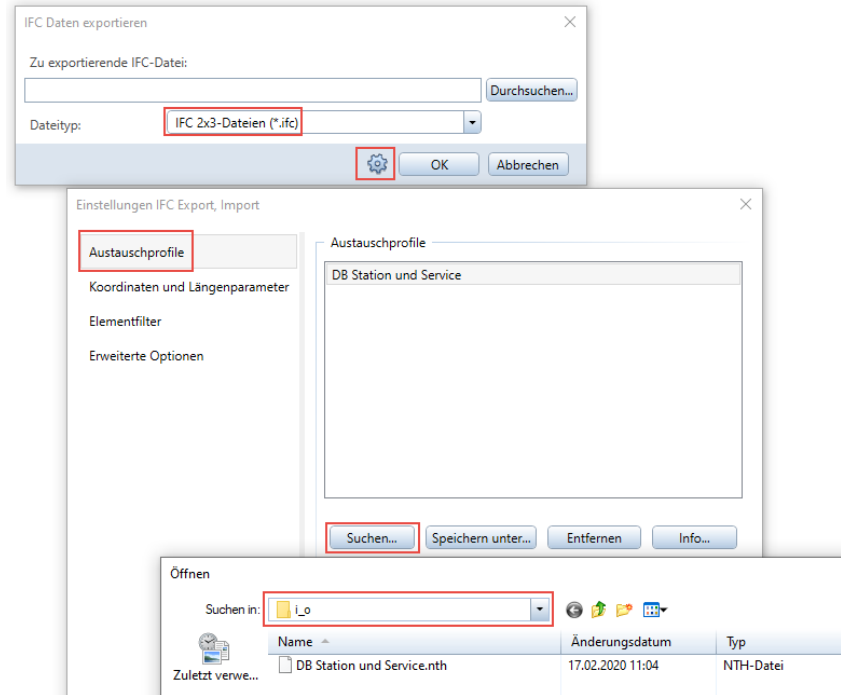 IFC Daten exportieren
Zu exportierende IFC-Datei:
Durchsuchen...
Dateityp:
IFC 2x3-Dateien (*.ifc)
OK
Abbrechen
Einstellungen IFC Export, Import
Austauschprofile
Koordinaten und Längenparameter
Elementfilter
Erweiterte Optionen
Austauschprofile
DB Station und Service
Suchen...
Speichern unter...
Entfernen
Info...
Öffnen
Suchen in:
i_o
Zuletzt verwe...
Name
Änderungsdatum
Typ
DB Station und Service.nth
17.02.2020 11:04
NTH-Datei